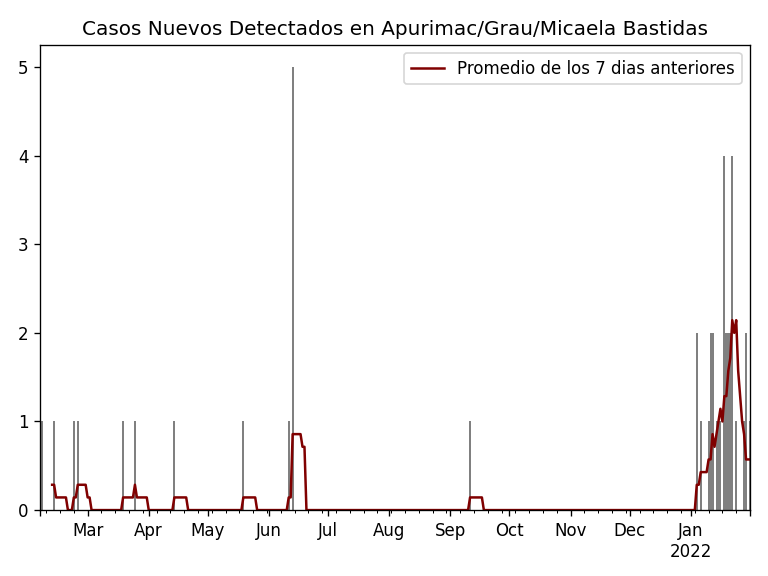 Casos Nuevos Detectados en Apurimac/Grau/Micaela Bastidas
Promedio de los 7 dias anteriores
5
4
3
2
1
0
Mar Apr May Jun Jul Aug Sep Oct Nov Dec Jan
2022